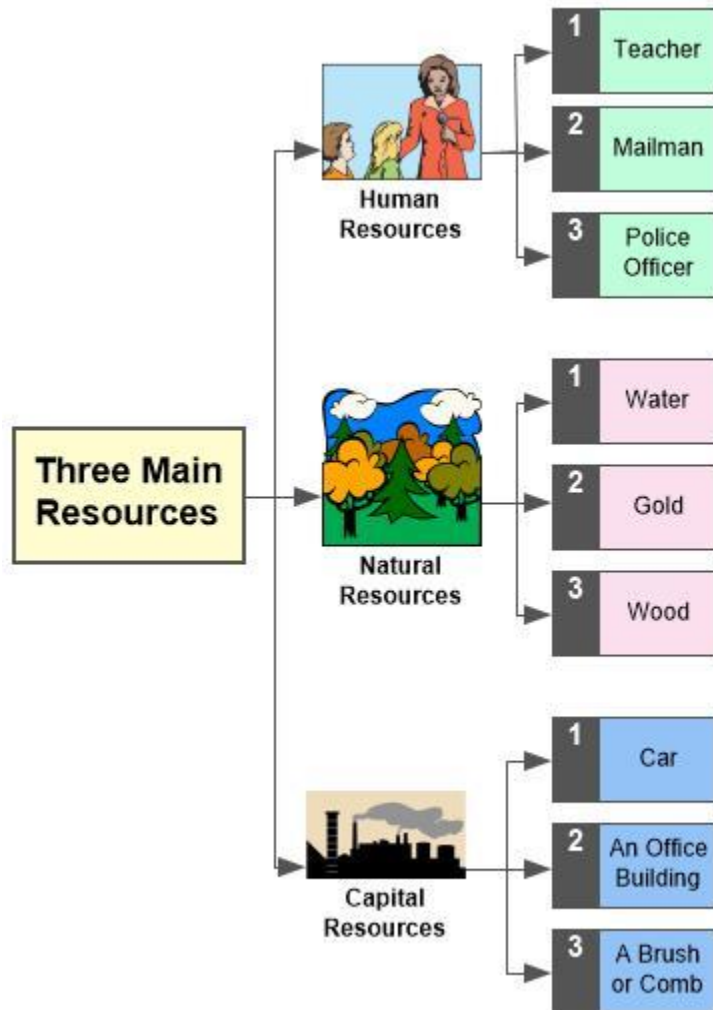 Three Main
Resources
Human
Resources
1
Teacher
2
Mailman
3
Police
Officer
Natural
Resources
1
Water
2
Gold
3
Wood
Capital
Resources
1
Car
2
An Office
Building
3
A Brush
or Comb